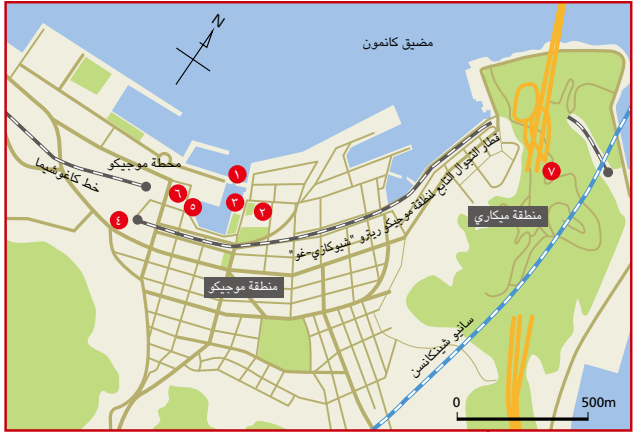 N
مضيق كانمون
محطة موجيكو
خط كاغوشيما
١
٢
٣
٤
٥
٦
٧
قطار التجوال التابع لمنطقة موجيكو ريترو "شيوكازي-غو"
منطقة ميكاري
منطقة موجيكو
سانيو شينكانسن
0 500m